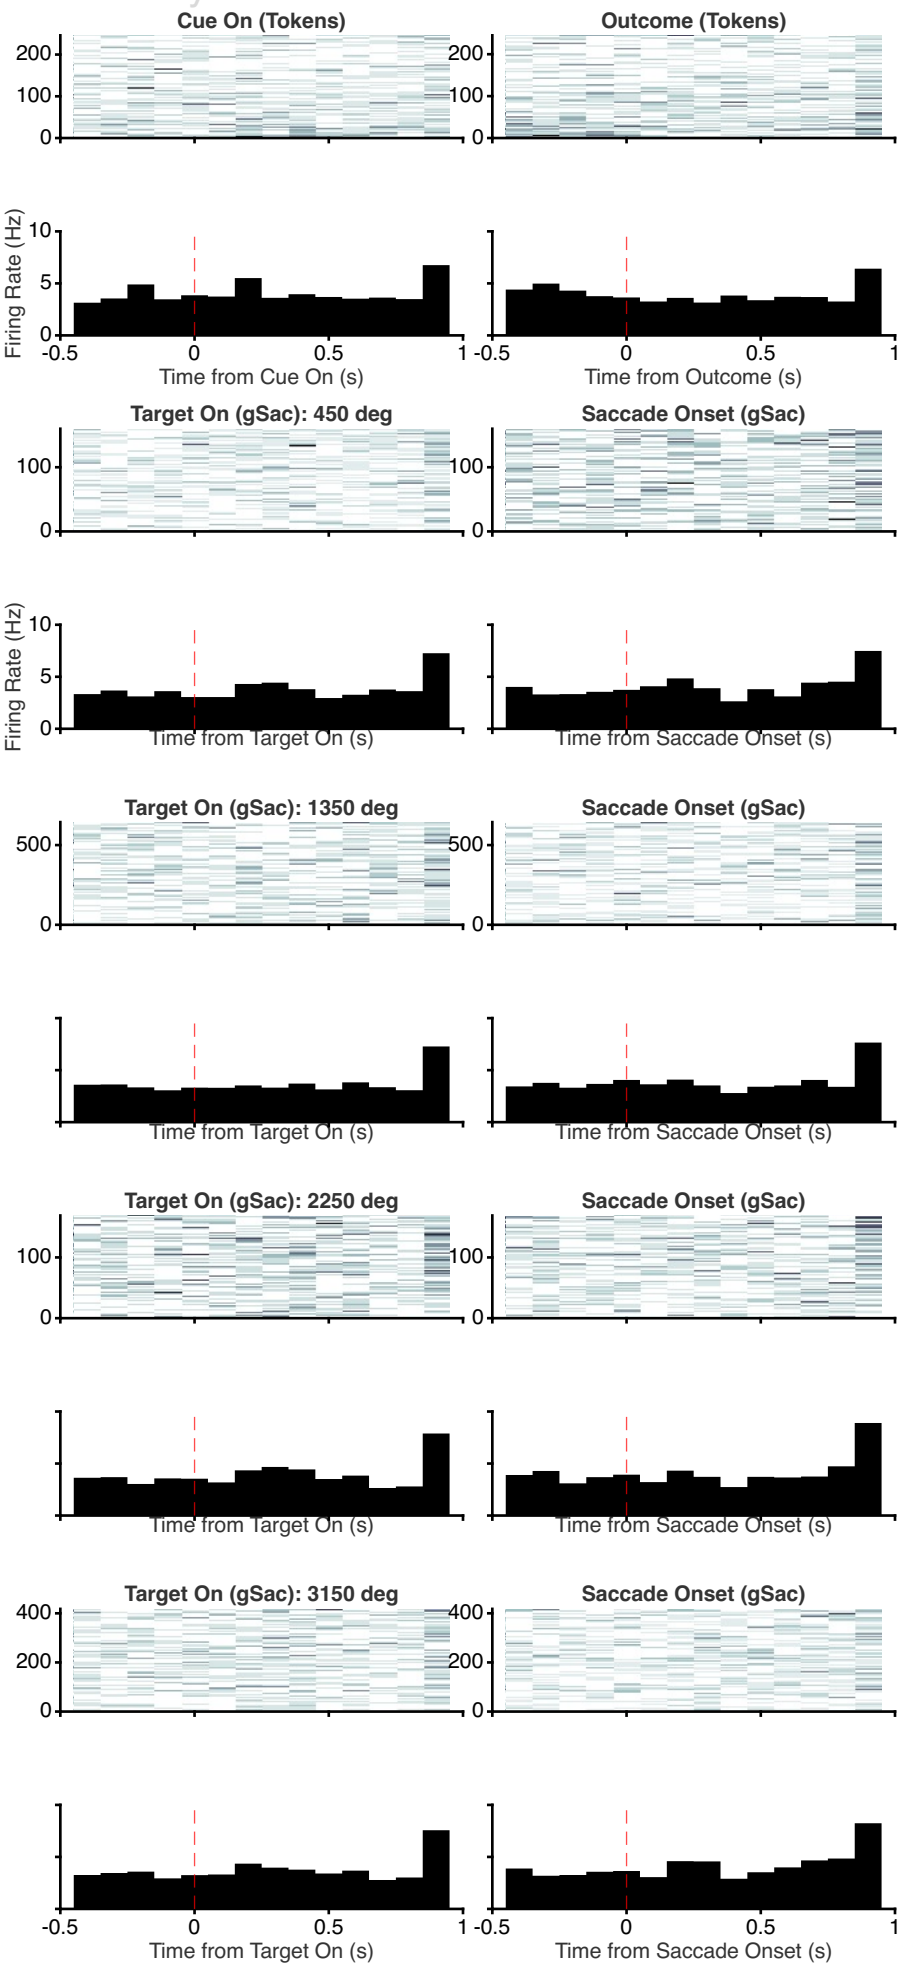 Cue On (Tokens) Outcome (Tokens)
200 200
100 100
0 0
Firing Rate (Hz)
10
5
0
-0.5 0 0.5 1 -0.5 0 0.5 1
Time from Cue On (s) Time from Outcome (s)
Target On (gSac): 450 deg Saccade Onset (gSac)
100 100
0 0
Firing Rate (Hz)
10
5
0
Time from Target On (s) Time from Saccade Onset (s)
Target On (gSac): 1350 deg Saccade Onset (gSac)
500 500
0 0
Time from Target On (s) Time from Saccade Onset (s)
Target On (gSac): 2250 deg Saccade Onset (gSac)
100 100
0 0
Time from Target On (s) Time from Saccade Onset (s)
Target On (gSac): 3150 deg Saccade Onset (gSac)
400 400
200 200
0 0
-0.5 0 0.5 1 -0.5 0 0.5 1
Time from Target On (s) Time from Saccade Onset (s)